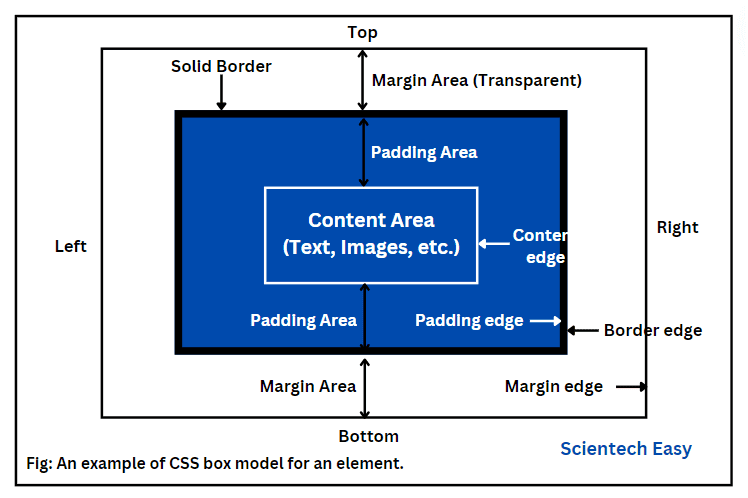 Top
Solid Border
Margin Area (Transparent)
Padding Area
Content Area
(Text, Images, etc.)
edge
Left
Right
Padding Area
Padding edge
Border edge
Margin Area
Margin edge
Bottom
Scientech Easy
Fig: An example of CSS box model for an element.